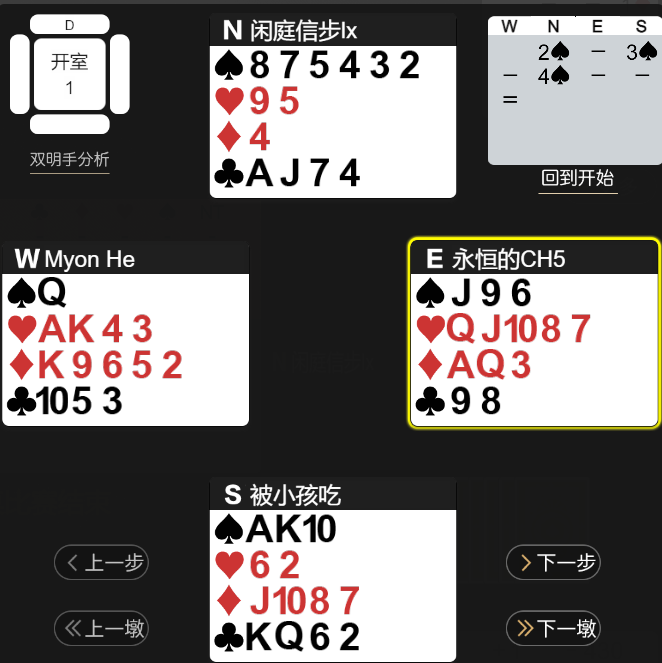 D
开室
1
双明手分析
N 闲庭信步lx
♠8 7 5 4 3 2
♥9 5
♦4
♣A J 7 4
W N E S
2♠ – 3♠
– 4♠ – –
=
回到开始
W Myon He
♠Q
♥A K 4 3
♦K 9 6 5 2
♣10 5 3
E 永恒的CH5
♠J 9 6
♥Q J 10 8 7
♦A Q 3
♣9 8
S 被小孩吃
♠A K 10
♥6 2
♦J 10 8 7
♣K Q 6 2
上一步
下一步
上一墩
下一墩